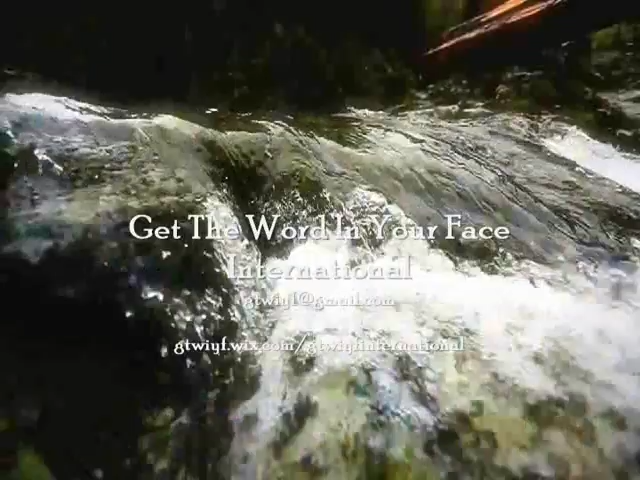 Get The Word In Your Face
International
gtwiyf@gmail.com
gtwiyf.wix.com/gtwiyfinternational